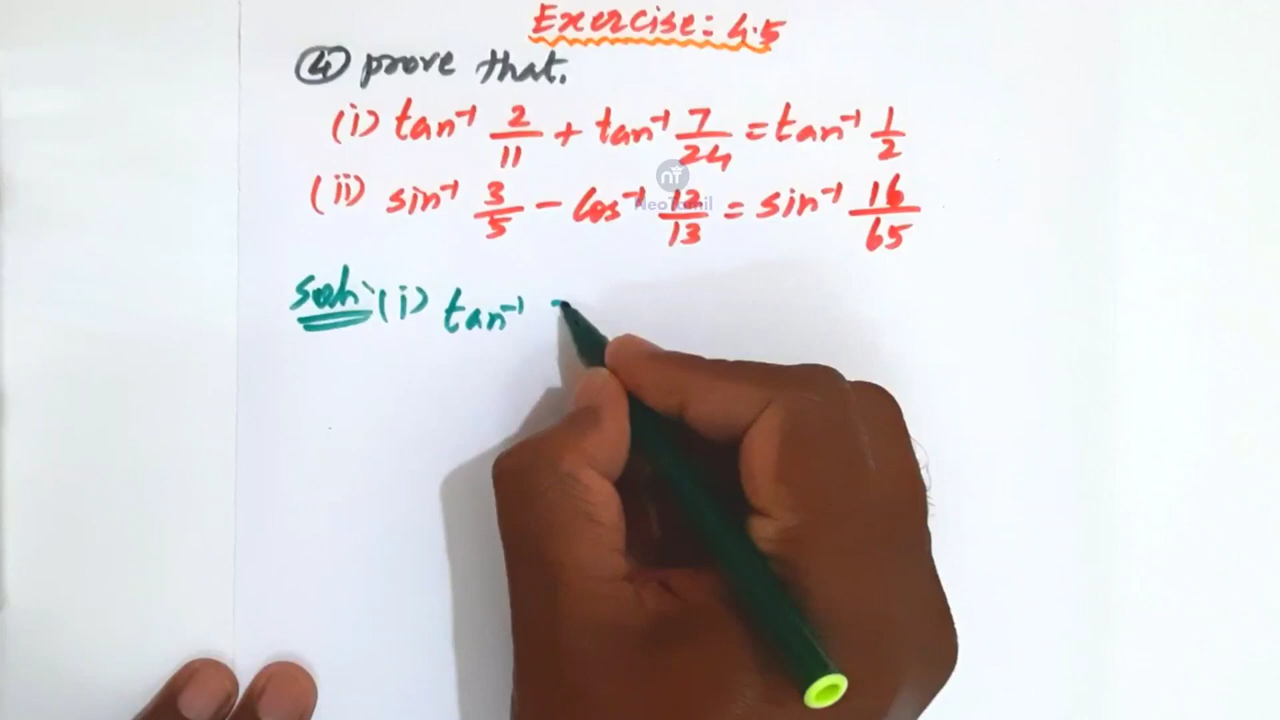 Exercise: 4.5
④ prove that.
(i) tan⁻¹ 2/11 + tan⁻¹ 7/24 = tan⁻¹ 1/2
(ii) sin⁻¹ 3/5 − cos⁻¹ 12/13 = sin⁻¹ 16/65
NeoTamil
Soln:- (i) tan⁻¹